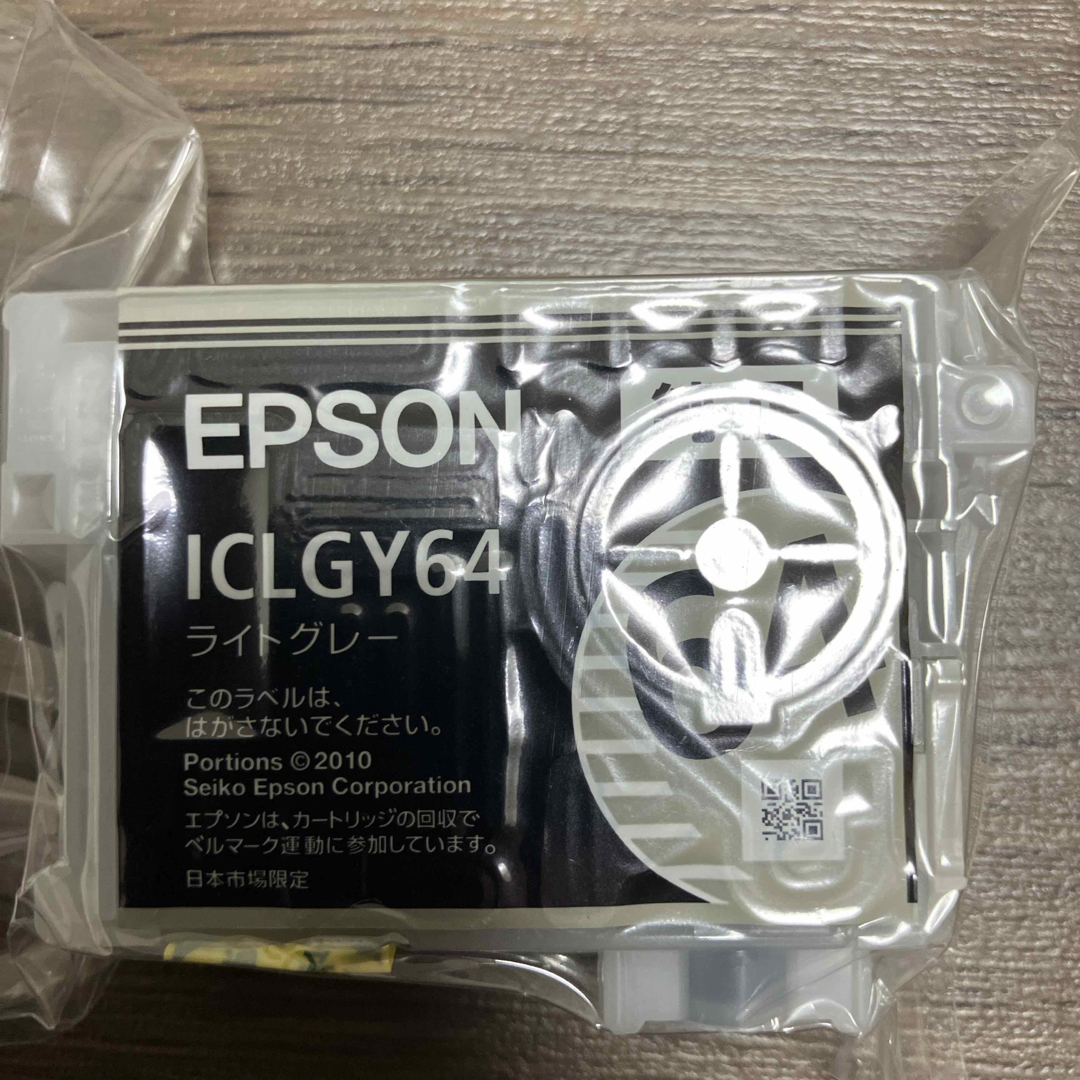 EPSON
ICLGY64
ライトグレー
このラベルは、
はがさないでください。
Portions ©2010
Seiko Epson Corporation
エプソンは、カートリッジの回収で
ベルマーク運動に参加しています。
日本市場限定
64